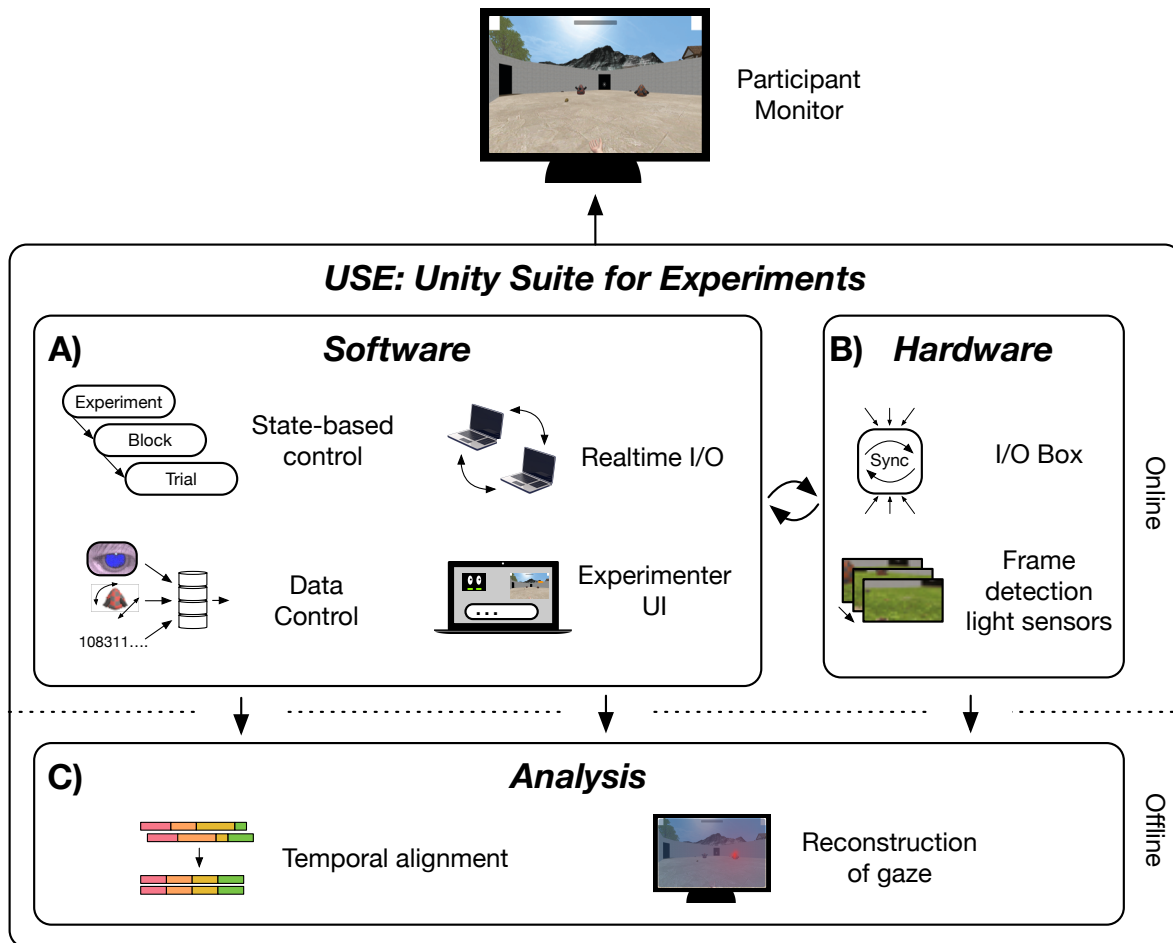 Participant
Monitor
USE: Unity Suite for Experiments
A)
Software
Experiment
Block
Trial
State-based
control
Realtime I/O
108311....
Data
Control
...
Experimenter
UI
B)
Hardware
Sync
I/O Box
Frame
detection
light sensors
Online
C)
Analysis
Temporal alignment
Reconstruction
of gaze
Offline